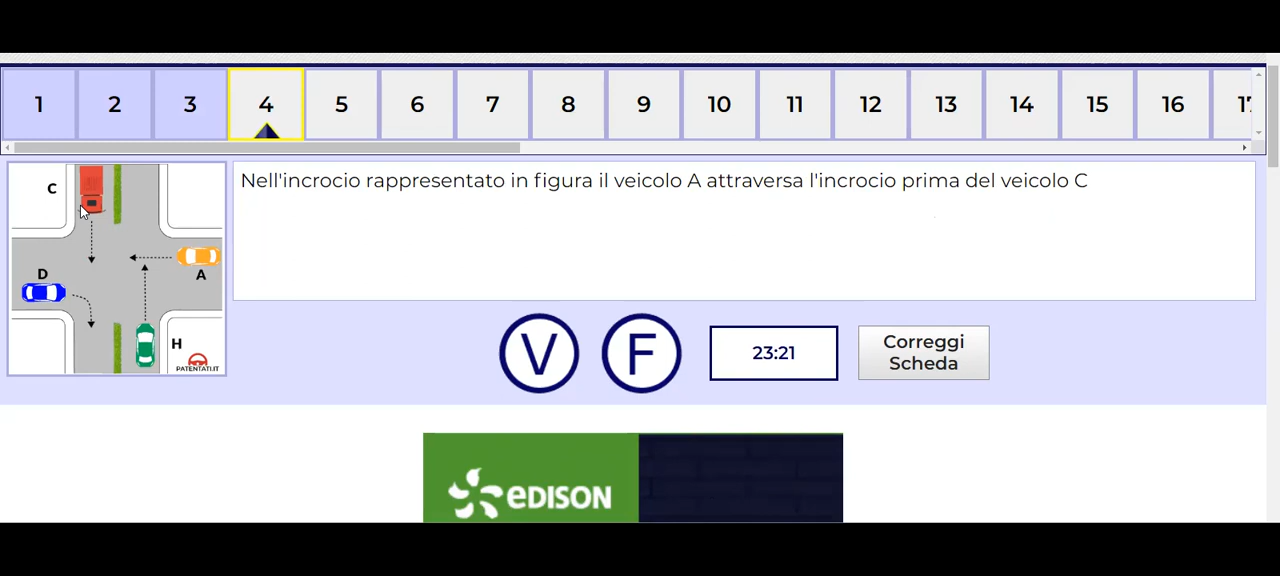 1 2 3 4 5 6 7 8 9 10 11 12 13 14 15 16
C
D
A
H
PATENTATI.IT
Nell'incrocio rappresentato in figura il veicolo A attraversa l'incrocio prima del veicolo C
V F 23:21 Correggi
Scheda
EDISON